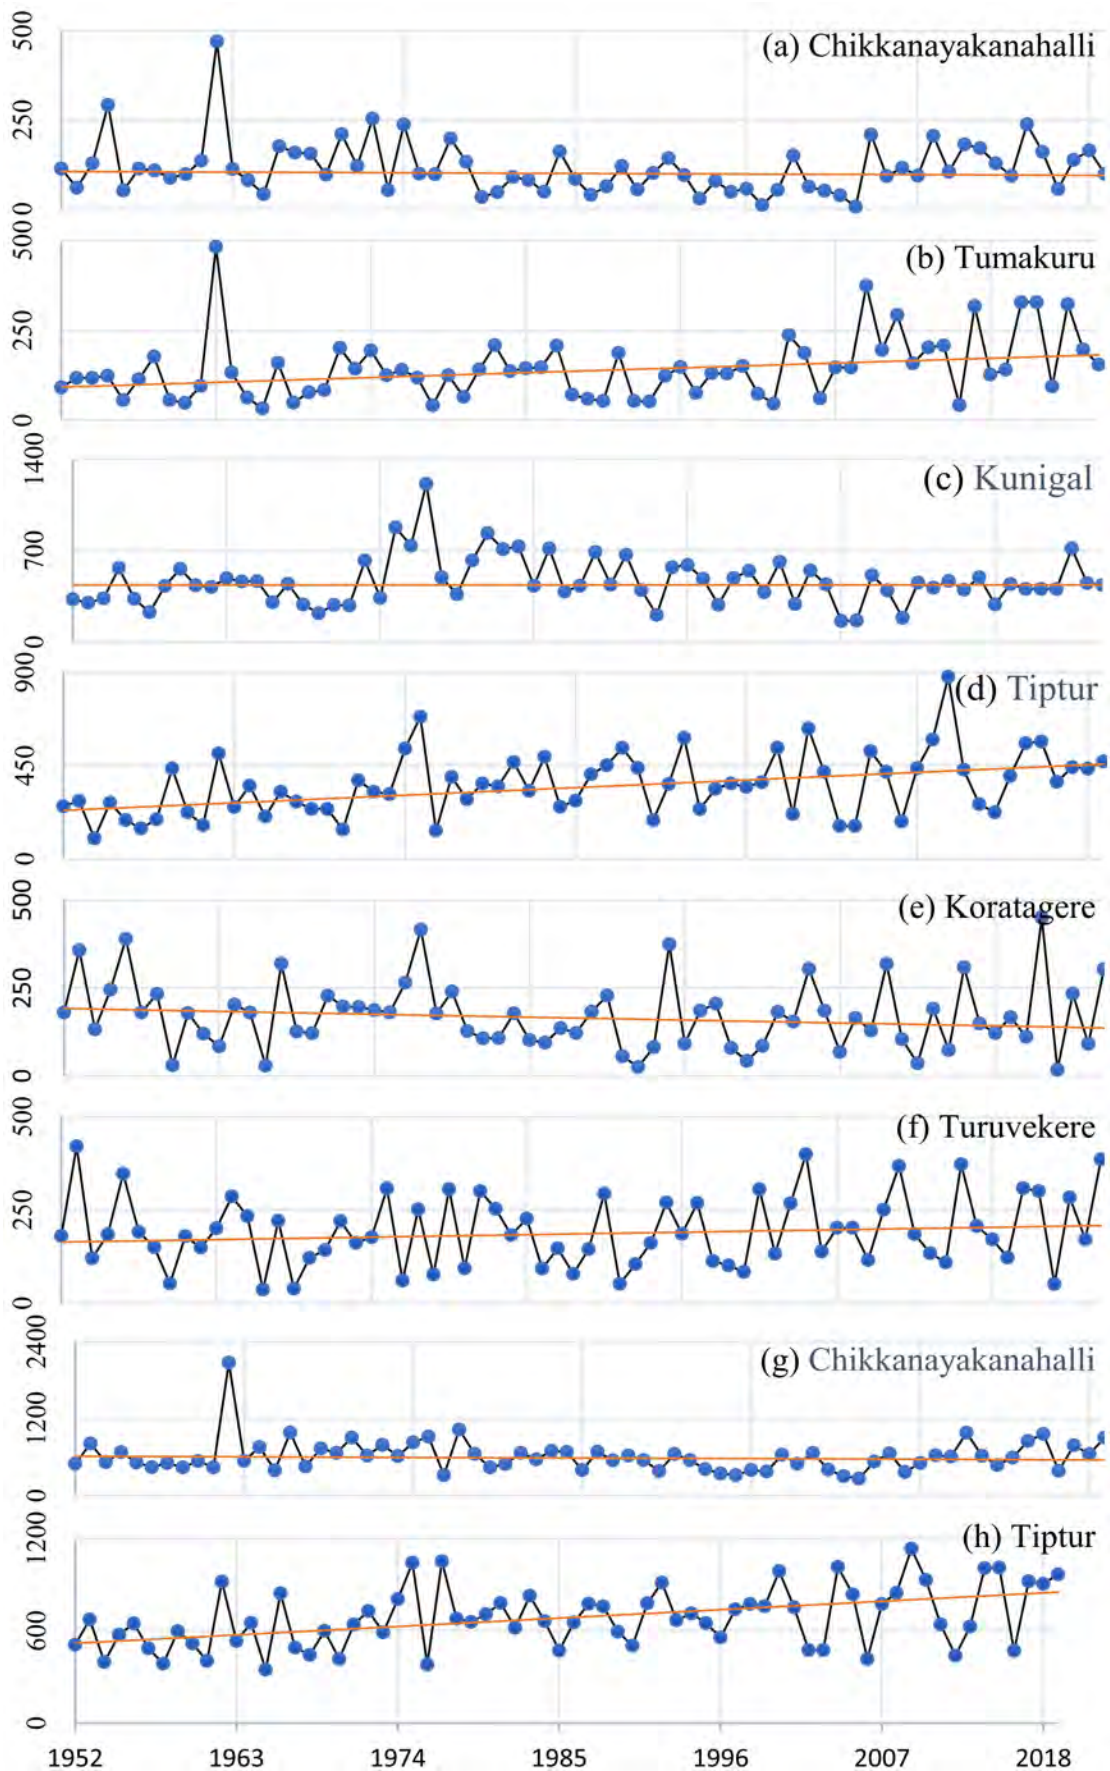 500
(a) Chikkanayakanahalli
250
0
500
(b) Tumakuru
250
0
1400
(c) Kunigal
700
0
900
(d) Tiptur
450
0
500
(e) Koratagere
250
0
500
(f) Turuvekere
250
0
2400
(g) Chikkanayakanahalli
1200
0
1200
(h) Tiptur
600
0
1952 1963 1974 1985 1996 2007 2018